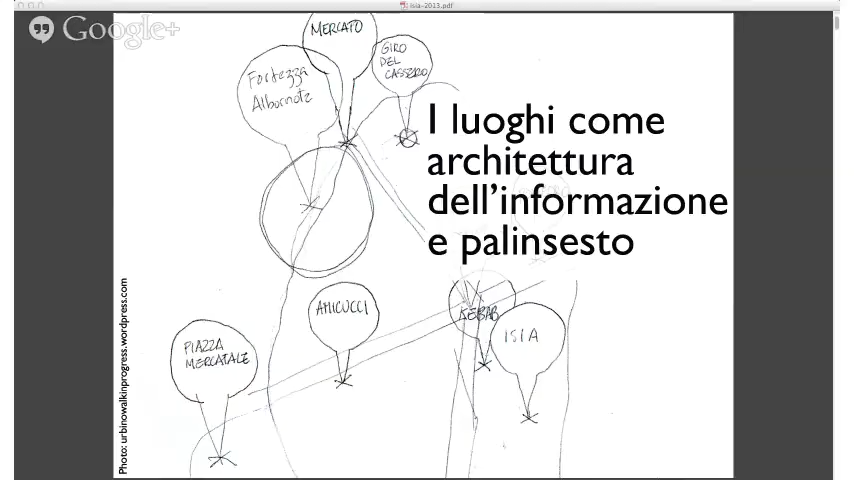 isia-2013.pdf
Google+
MERCATO
GIRO
DEL
CASSERO
Fortezza
Albornotz
I luoghi come
architettura
dell'informazione
e palinsesto
AMICUCCI
KEBAB
ISIA
PIAZZA
MERCATALE
Photo: urbinowalkinprogress.wordpress.com